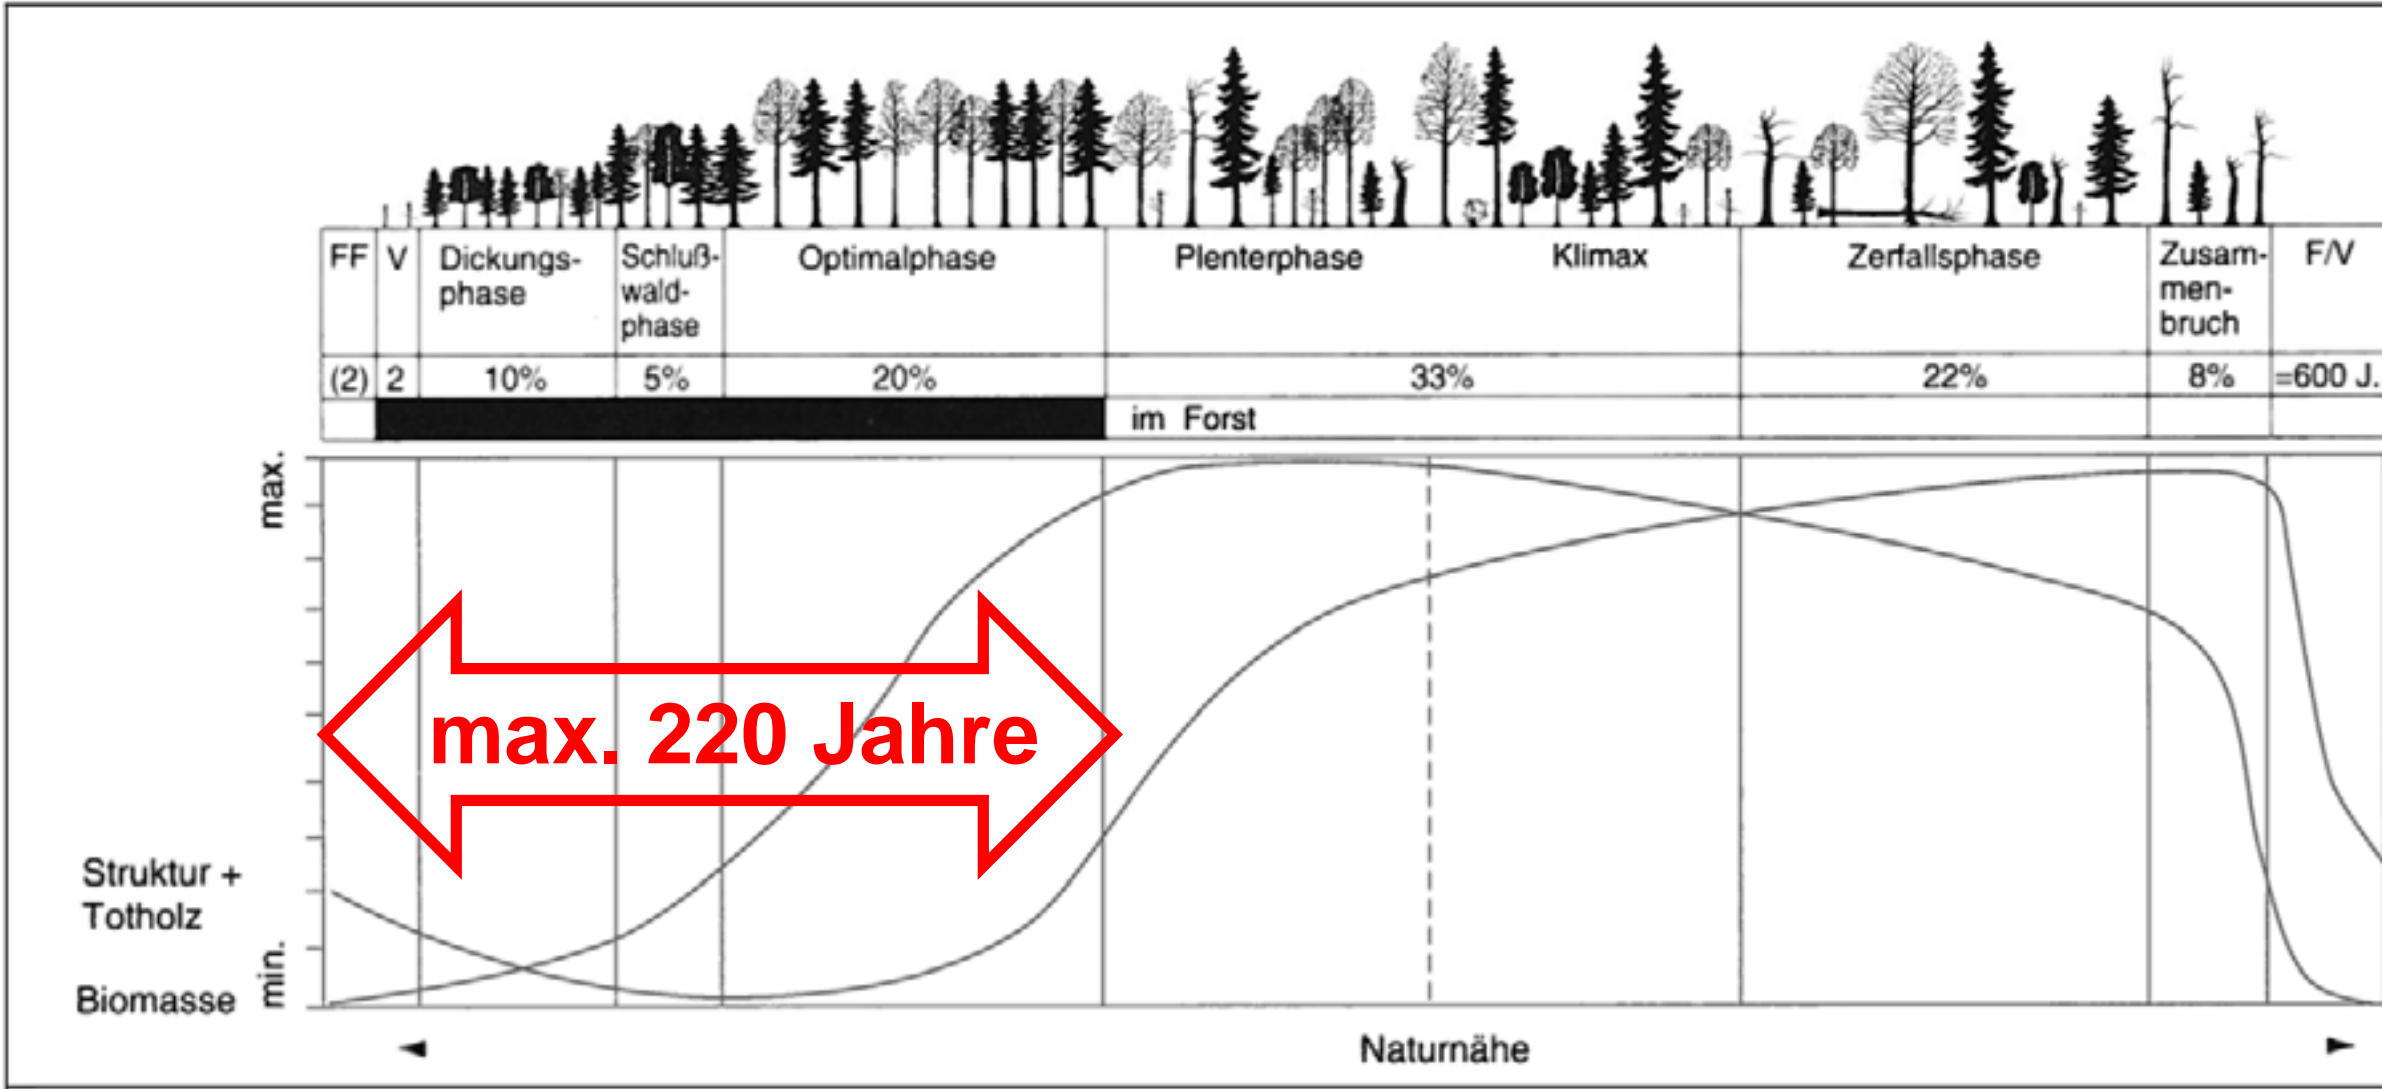 FF
V
Dickungs-
phase
Schluß-
wald-
phase
Optimalphase
Plenterphase
Klimax
Zerfallsphase
Zusam-
men-
bruch
F/V
(2)
2
10%
5%
20%
33%
22%
8%
=600 J.
im Forst
max.
max. 220 Jahre
Struktur +
Totholz
min.
Biomasse
Naturnähe